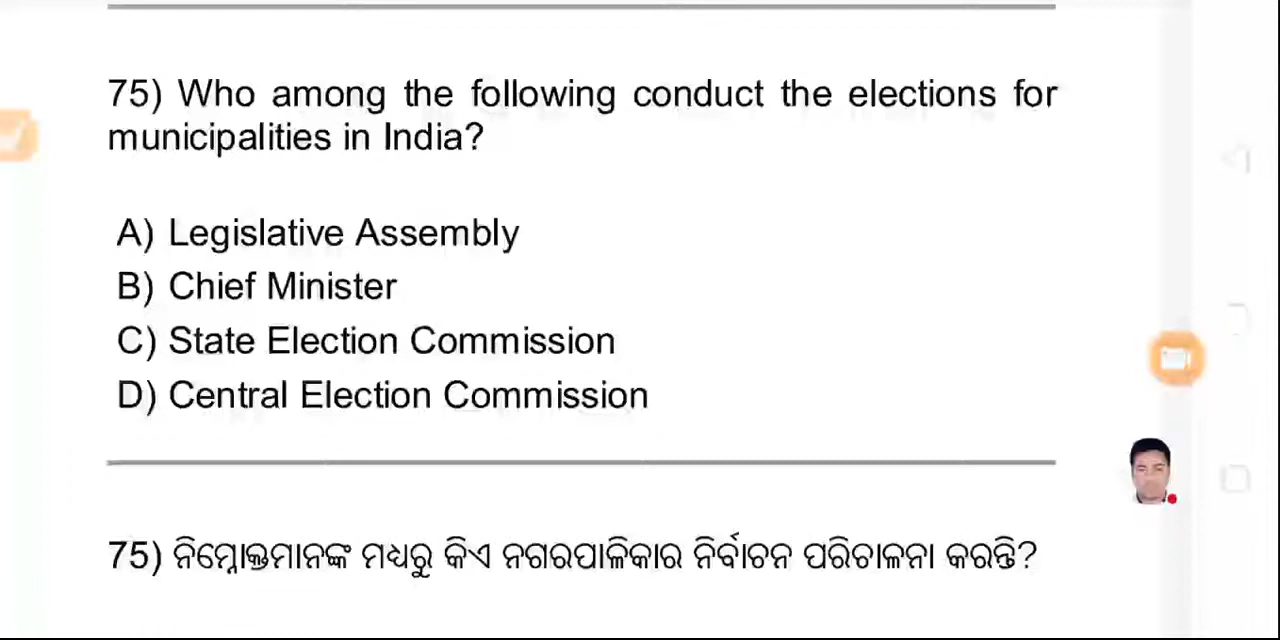 75) Who among the following conduct the elections for
municipalities in India?
A) Legislative Assembly
B) Chief Minister
C) State Election Commission
D) Central Election Commission
75) ନିମ୍ନୋକ୍ତମାନଙ୍କ ମଧ୍ୟରୁ କିଏ ନଗରପାଳିକାର ନିର୍ବାଚନ ପରିଚାଳନା କରନ୍ତି?